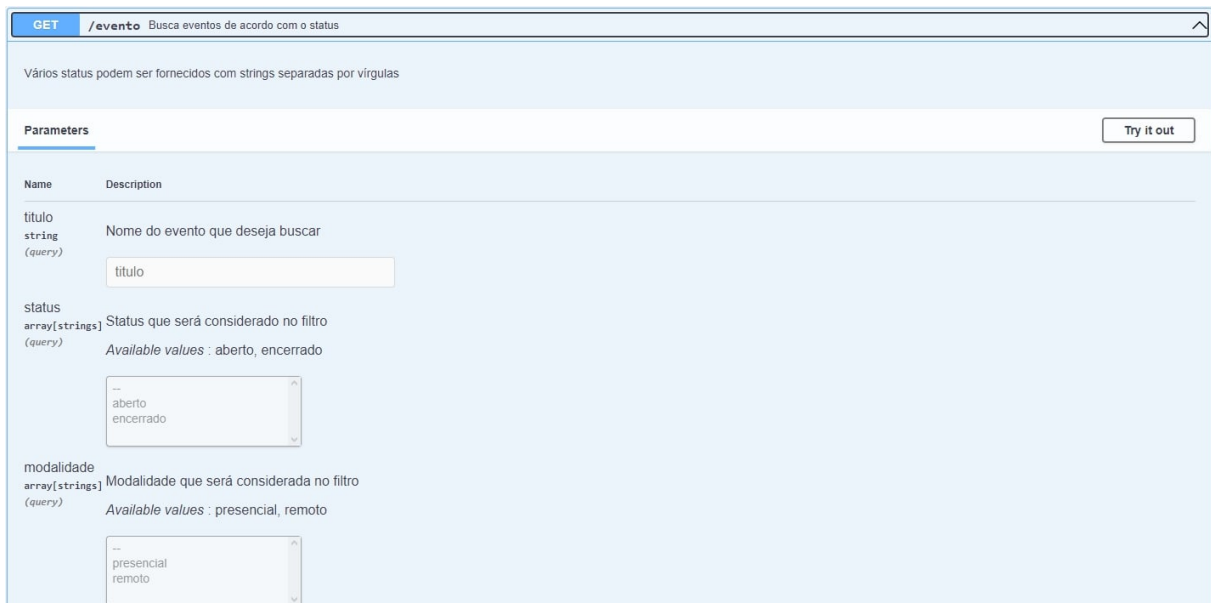 GET /evento Busca eventos de acordo com o status
Vários status podem ser fornecidos com strings separadas por vírgulas
Parameters
Try it out
Name Description
titulo
string
(query)
Nome do evento que deseja buscar
titulo
status
array[strings]
(query)
Status que será considerado no filtro
Available values : aberto, encerrado
--
aberto
encerrado
modalidade
array[strings]
(query)
Modalidade que será considerada no filtro
Available values : presencial, remoto
--
presencial
remoto